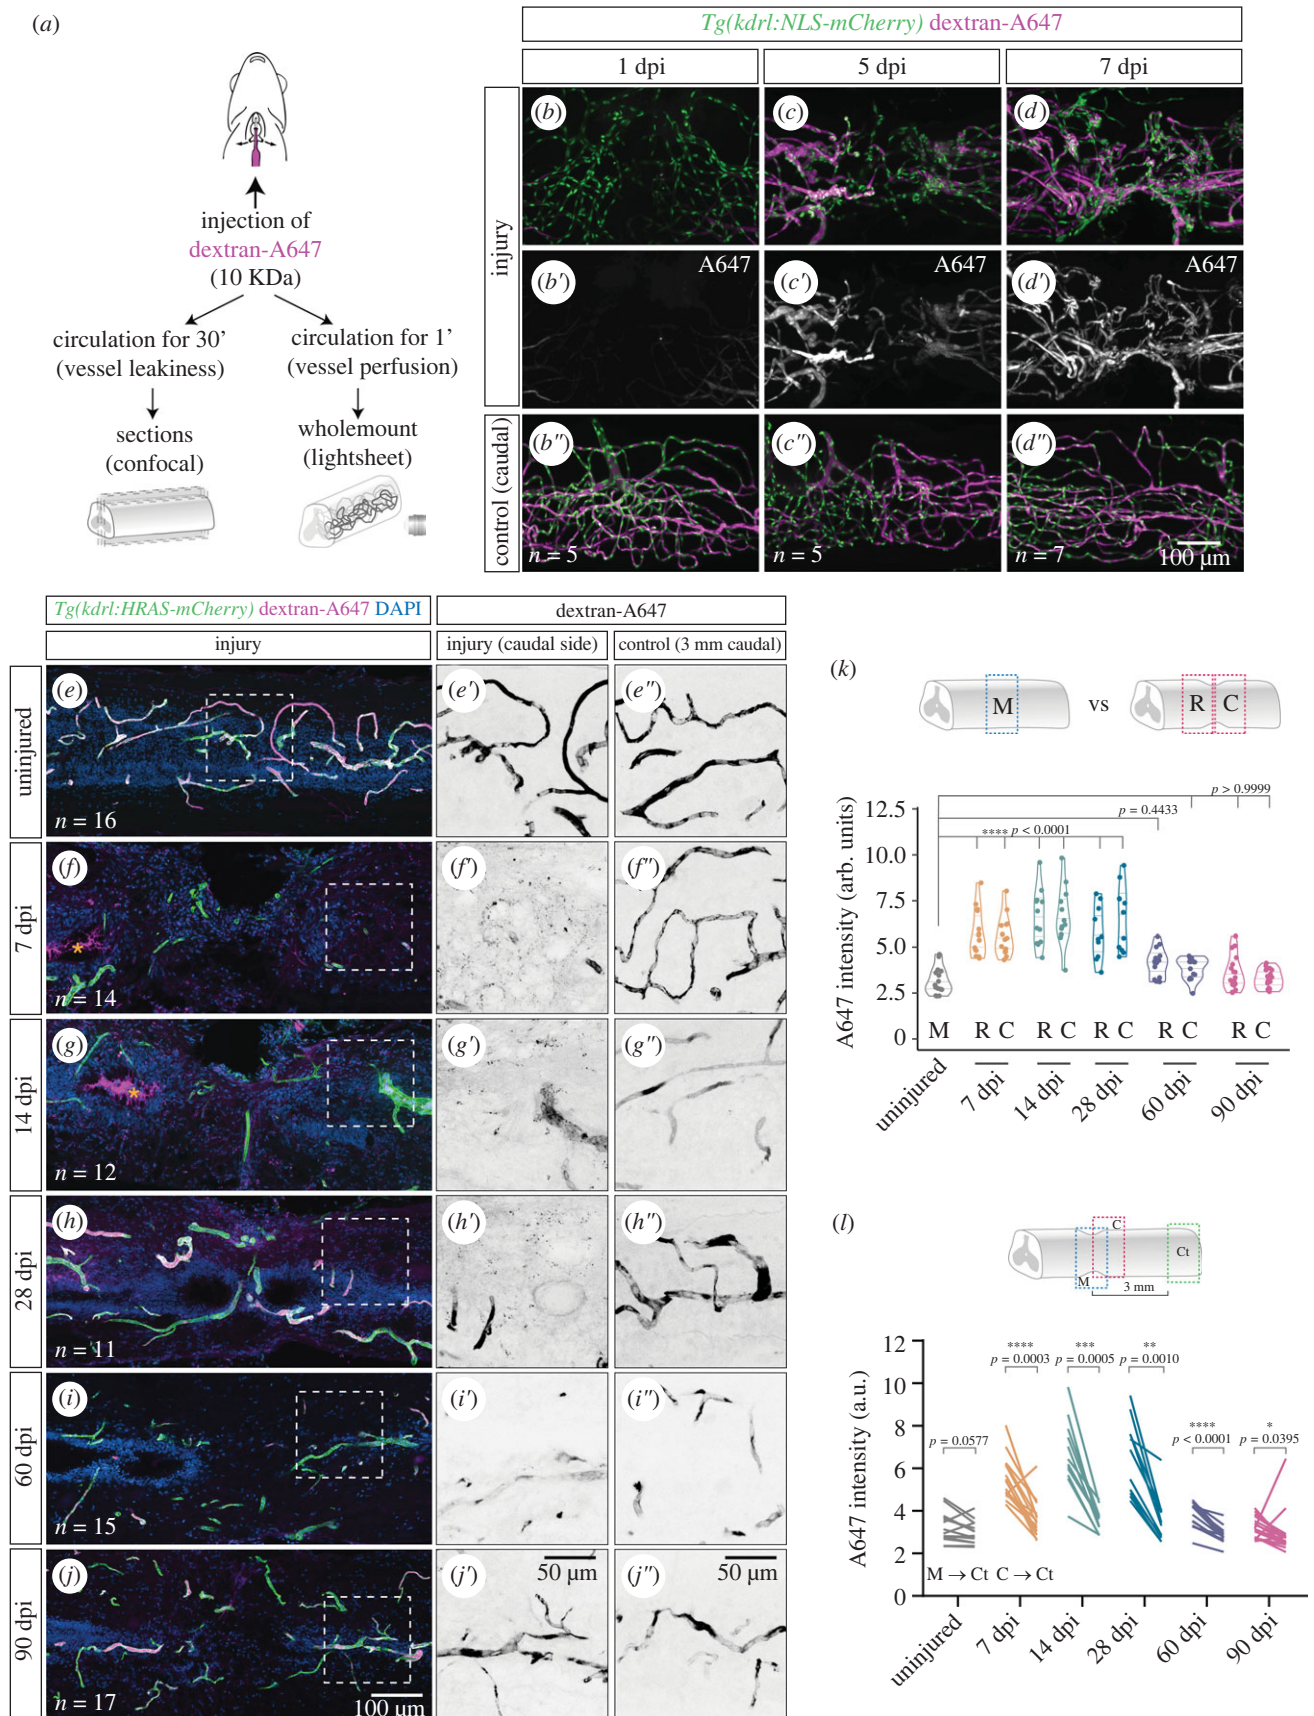 (a)
injection of
dextran-A647
(10 KDa)
circulation for 30'
(vessel leakiness)
circulation for 1'
(vessel perfusion)
sections
(confocal)
wholemount
(lightsheet)
Tg(kdrl:NLS-mCherry) dextran-A647
1 dpi
5 dpi
7 dpi
injury
(b)
(c)
(d)
(b')
A647
(c')
A647
(d')
A647
control (caudal)
(b")
n = 5
(c")
n = 5
(d")
n = 7
100 µm
Tg(kdrl:HRAS-mCherry) dextran-A647 DAPI
dextran-A647
injury
injury (caudal side)
control (3 mm caudal)
uninjured
(e)
n = 16
(e')
(e")
7 dpi
(f)
*
n = 14
(f')
(f")
14 dpi
(g)
*
n = 12
(g')
(g")
28 dpi
(h)
n = 11
(h')
(h")
60 dpi
(i)
n = 15
(i')
(i")
90 dpi
(j)
n = 17
100 µm
(j')
50 µm
(j")
50 µm
(k)
M
vs
R
C
A647 intensity (arb. units)
12.5
10.0
7.5
5.0
2.5
0
p > 0.9999
p = 0.4433
**** p < 0.0001
M
R C
R C
R C
R C
R C
uninjured
7 dpi
14 dpi
28 dpi
60 dpi
90 dpi
(l)
C
Ct
M
3 mm
A647 intensity (a.u.)
12
10
8
6
4
2
0
p = 0.0577
****
p = 0.0003
***
p = 0.0005
**
p = 0.0010
****
p < 0.0001
*
p = 0.0395
M → Ct C → Ct
uninjured
7 dpi
14 dpi
28 dpi
60 dpi
90 dpi